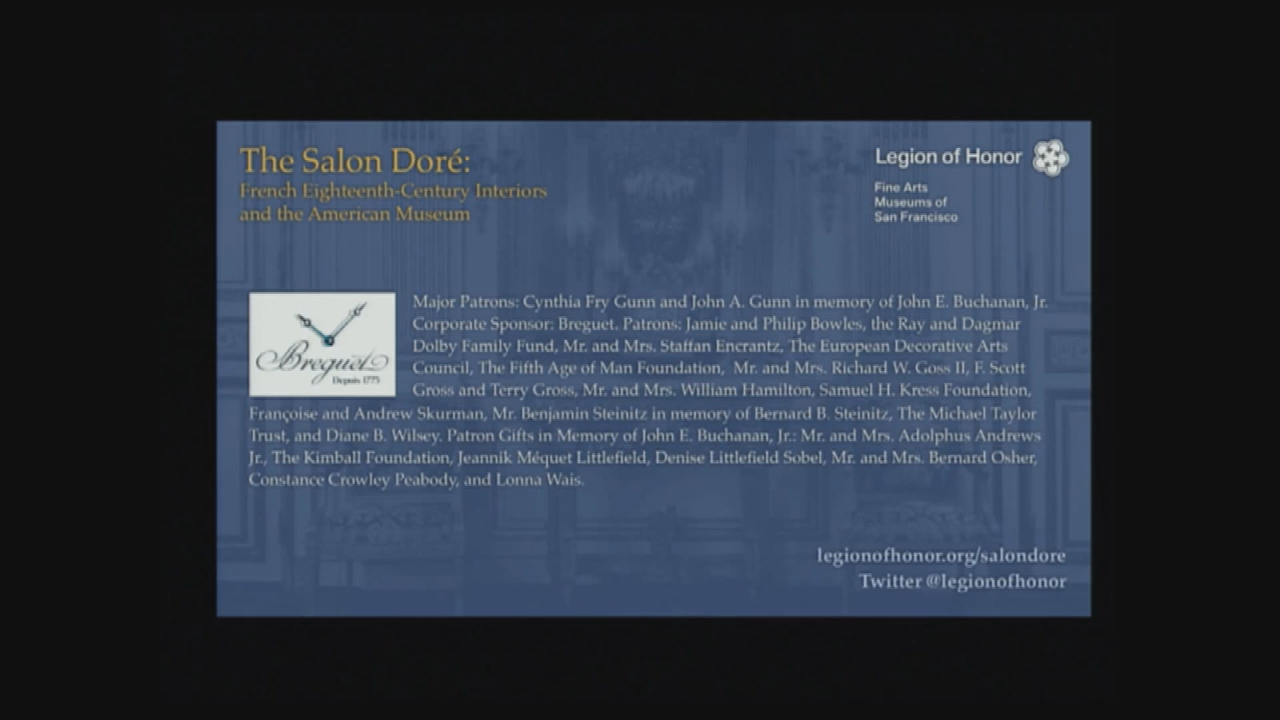 The Salon Doré:
French Eighteenth-Century Interiors
and the American Museum
Legion of Honor
Fine Arts
Museums of
San Francisco
Breguet
Depuis 1775
Major Patrons: Cynthia Fry Gunn and John A. Gunn in memory of John E. Buchanan, Jr.
Corporate Sponsor: Breguet. Patrons: Jamie and Philip Bowles, the Ray and Dagmar
Dolby Family Fund, Mr. and Mrs. Staffan Encrantz, The European Decorative Arts
Council, The Fifth Age of Man Foundation, Mr. and Mrs. Richard W. Goss II, F. Scott
Gross and Terry Gross, Mr. and Mrs. William Hamilton, Samuel H. Kress Foundation,
Françoise and Andrew Skurman, Mr. Benjamin Steinitz in memory of Bernard B. Steinitz, The Michael Taylor
Trust, and Diane B. Wilsey. Patron Gifts in Memory of John E. Buchanan, Jr.: Mr. and Mrs. Adolphus Andrews
Jr., The Kimball Foundation, Jeannik Méquet Littlefield, Denise Littlefield Sobel, Mr. and Mrs. Bernard Osher,
Constance Crowley Peabody, and Lonna Wais.
legionofhonor.org/salondore
Twitter @legionofhonor